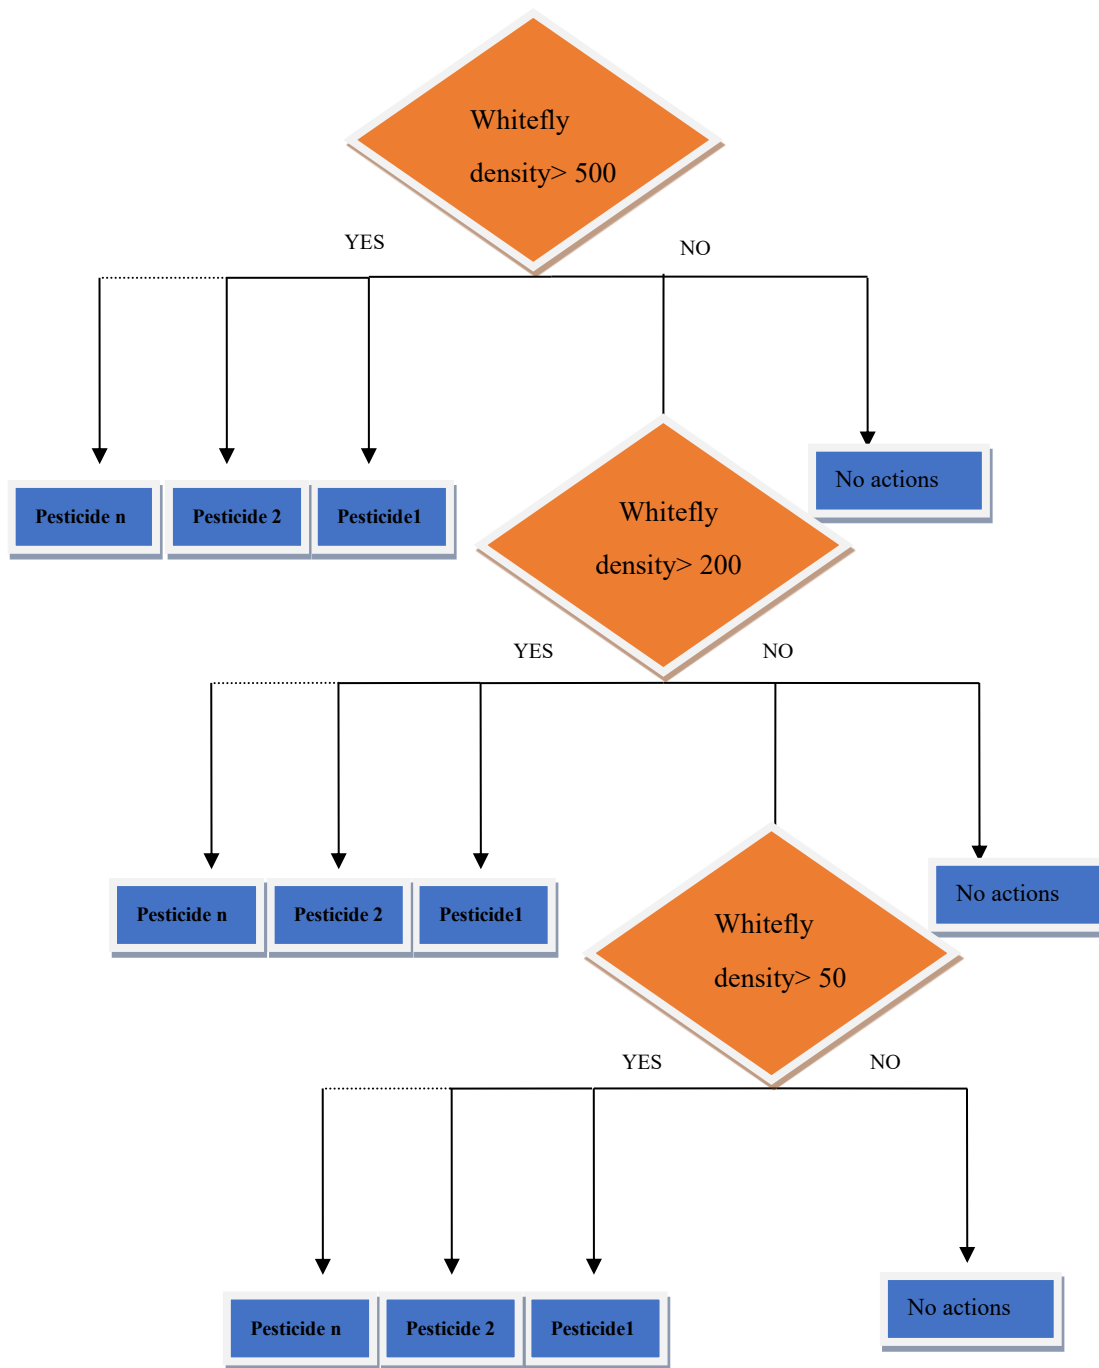 Whitefly
density> 500
YES
NO
Pesticide n
Pesticide 2
Pesticide1
No actions
Whitefly
density> 200
YES
NO
Pesticide n
Pesticide 2
Pesticide1
No actions
Whitefly
density> 50
YES
NO
Pesticide n
Pesticide 2
Pesticide1
No actions